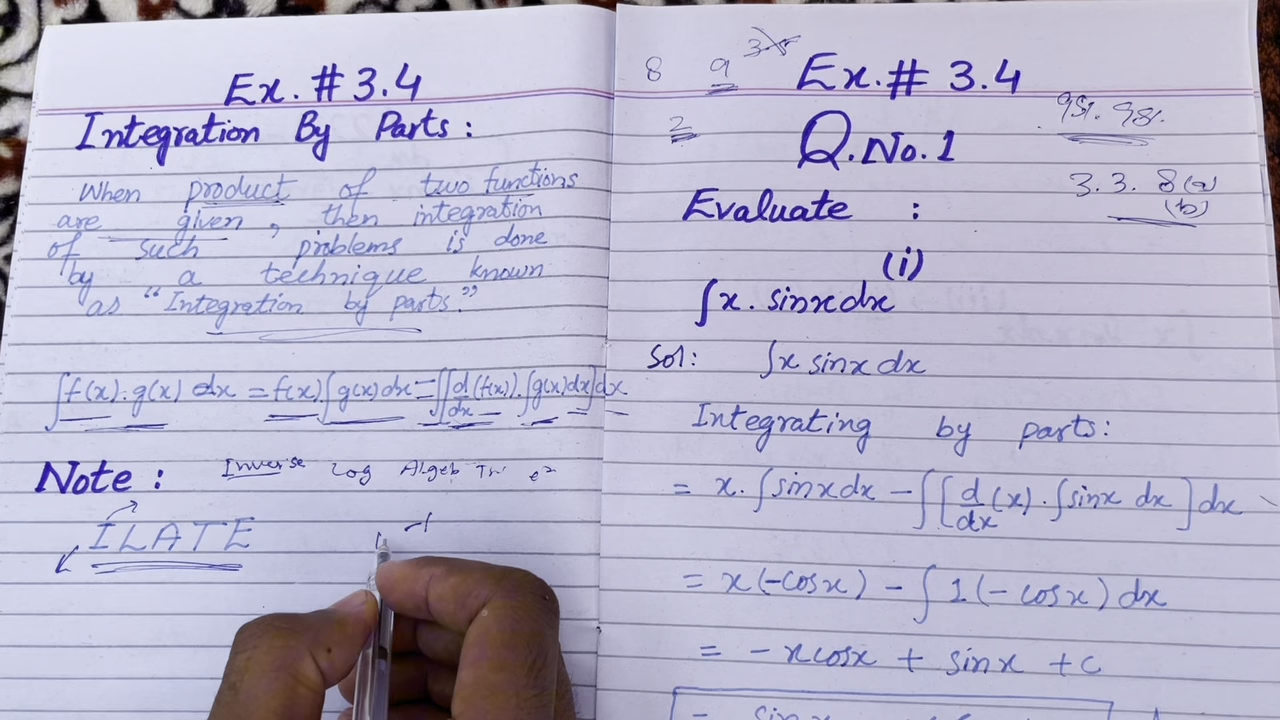 Ex. # 3.4
Integration By Parts :
When product of two functions
are given, then integration
of such problems is done
by a technique known
as "Integration by parts."
∫f(x).g(x) dx = f(x)∫g(x)dx - ∫[d/dx(f(x)).∫g(x)dx]dx
Note : Inverse Log Algeb Tri eˣ
ILATE
-1
8 9
Ex. # 3.4
2
Q.No.1
3.3. 8(a)
(b)
Evaluate :
(i)
∫x. sinx dx
Sol: ∫x sinx dx
Integrating by parts:
= x.∫sinx dx - ∫[d/dx(x).∫sinx dx]dx
= x(-cosx) - ∫1(-cosx)dx
= -xcosx + sinx +c